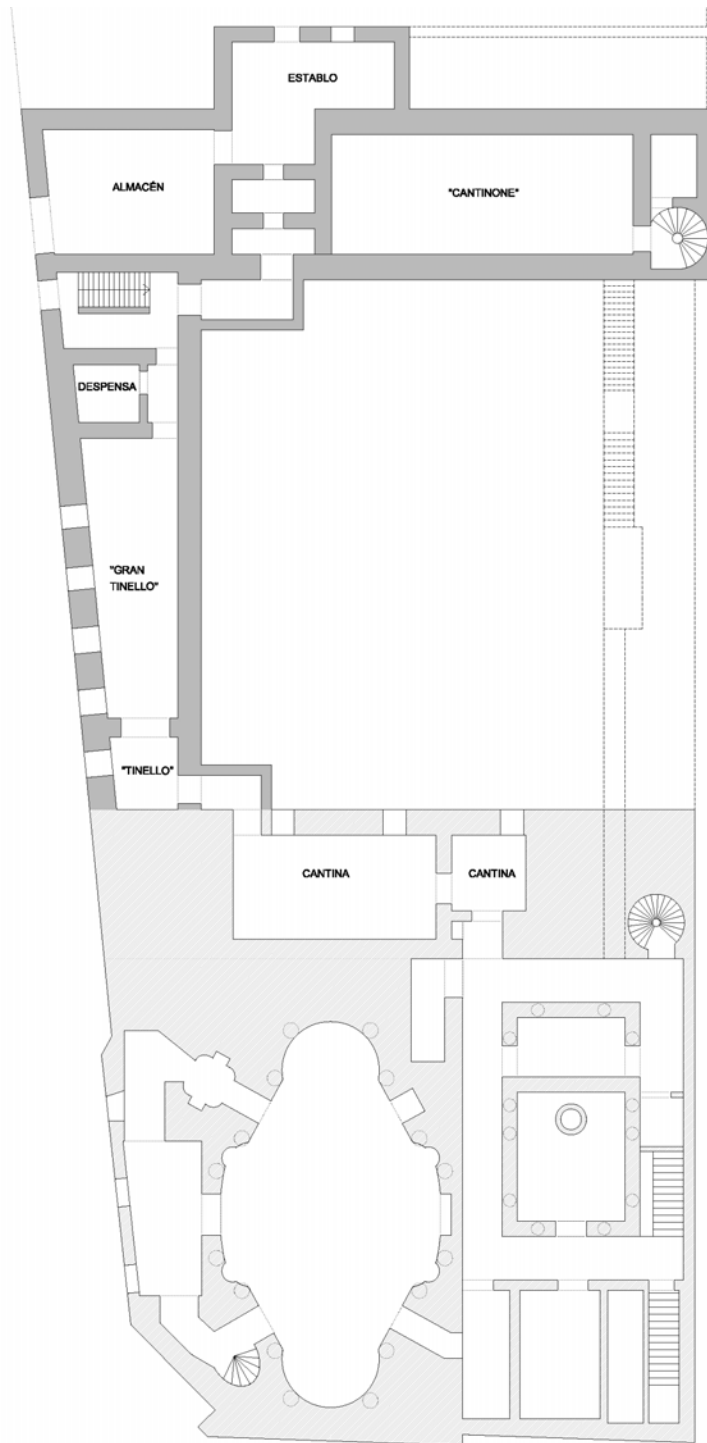 ESTABLO
ALMACÉN
"CANTINONE"
DESPENSA
"GRAN
TINELLO"
"TINELLO"
CANTINA
CANTINA